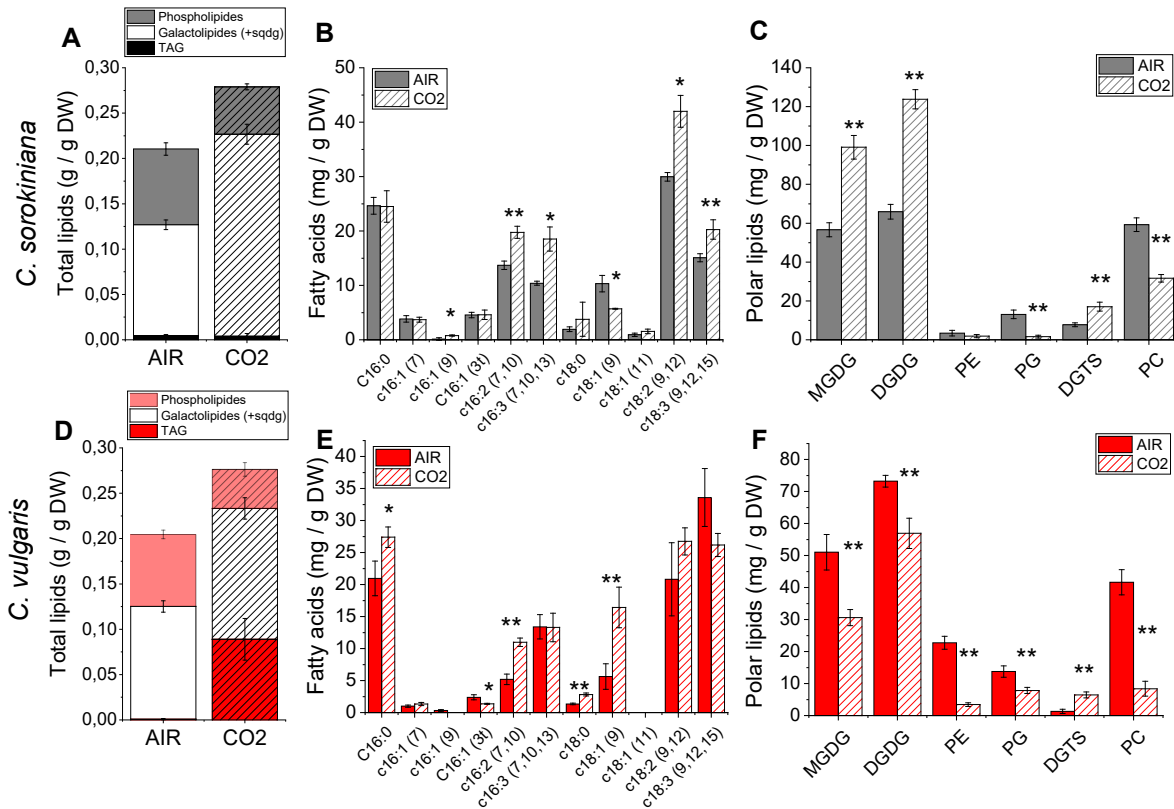 A
Phospholipides
Galactolipides (+sqdg)
TAG
C. sorokiniana
Total lipids (g / g DW)
0,30
0,25
0,20
0,15
0,10
0,05
0,00
AIR
CO2
B
AIR
CO2
Fatty acids (mg / g DW)
50
40
30
20
10
0
* ** * * * **
C16:0
c16:1 (7)
c16:1 (9)
C16:1 (3t)
c16:2 (7,10)
c16:3 (7,10,13)
c18:0
c18:1 (9)
c18:1 (11)
c18:2 (9,12)
c18:3 (9,12,15)
C
AIR
CO2
Polar lipids (mg / g DW)
140
120
100
80
60
40
20
0
** ** ** ** **
MGDG
DGDG
PE
PG
DGTS
PC
D
Phospholipides
Galactolipides (+sqdg)
TAG
C. vulgaris
Total lipids (g / g DW)
0,30
0,25
0,20
0,15
0,10
0,05
0,00
AIR
CO2
E
AIR
CO2
Fatty acids (mg / g DW)
40
35
30
25
20
15
10
5
0
* * ** ** **
C16:0
c16:1 (7)
c16:1 (9)
C16:1 (3t)
c16:2 (7,10)
c16:3 (7,10,13)
c18:0
c18:1 (9)
c18:1 (11)
c18:2 (9,12)
c18:3 (9,12,15)
F
AIR
CO2
Polar lipids (mg / g DW)
80
70
60
50
40
30
20
10
0
** ** ** ** ** **
MGDG
DGDG
PE
PG
DGTS
PC